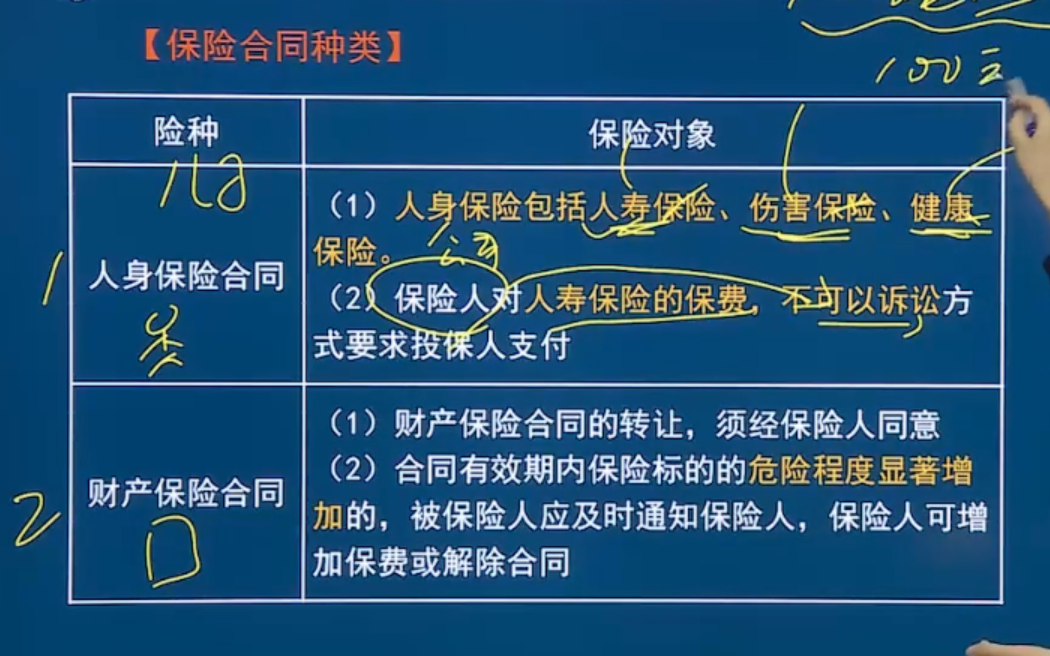 【保险合同种类】
100元
险种
保险对象
人身保险合同
（1）人身保险包括人寿保险、伤害保险、健康
保险。
（2）保险人对人寿保险的保费，不可以诉讼方
式要求投保人支付
1
公司
财产保险合同
（1）财产保险合同的转让，须经保险人同意
（2）合同有效期内保险标的的危险程度显著增
加的，被保险人应及时通知保险人，保险人可增
加保费或解除合同
2